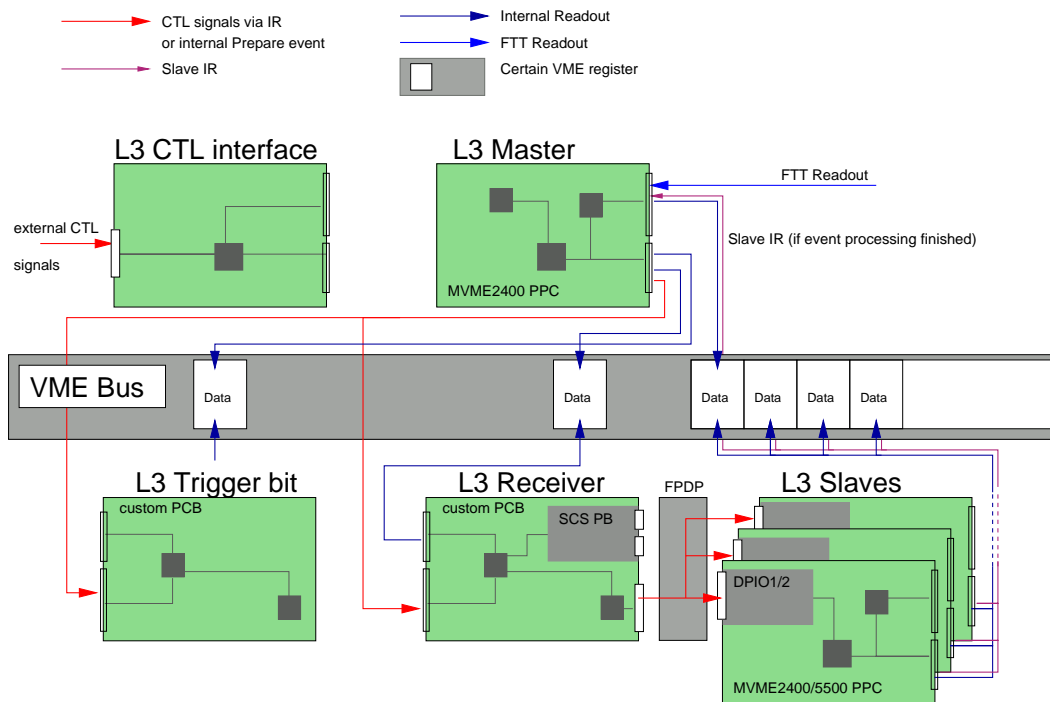 CTL signals via IR
or internal Prepare event
Slave IR
Internal Readout
FTT Readout
Certain VME register
L3 CTL interface
L3 Master
FTT Readout
external CTL
signals
Slave IR (if event processing finished)
MVME2400 PPC
VME Bus
Data
Data
Data
Data
Data
Data
L3 Trigger bit
L3 Receiver
FPDP
L3 Slaves
custom PCB
custom PCB
SCS PB
DPIO1/2
MVME2400/5500 PPC